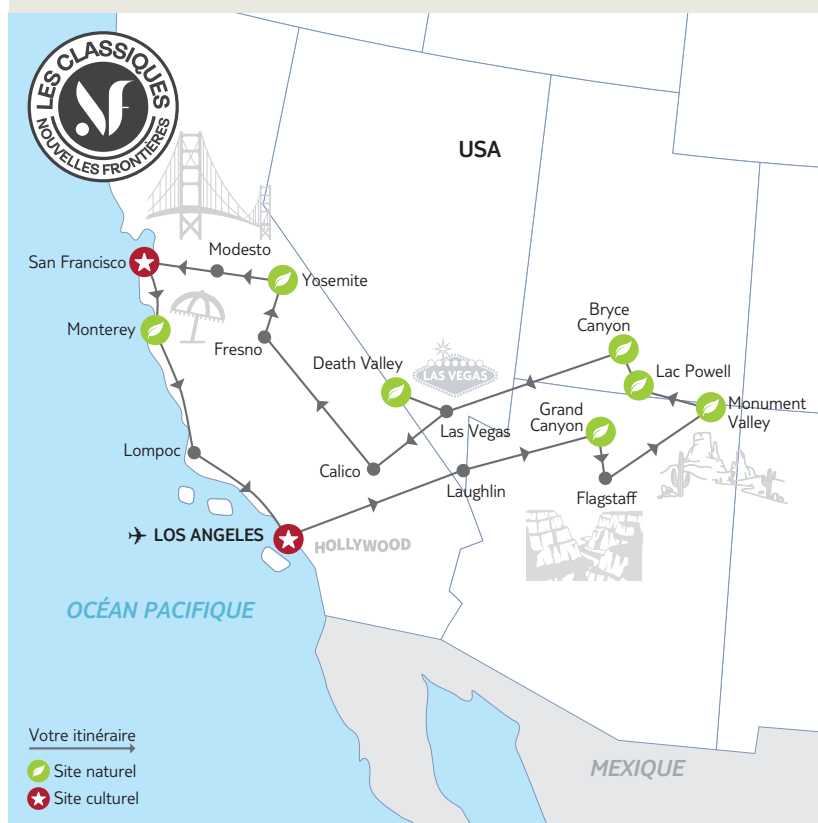 LES CLASSIQUES
NF
NOUVELLES FRONTIÈRES
USA
Modesto
San Francisco
Yosemite
Monterey
Fresno
Bryce
Canyon
Death Valley
LAS VEGAS
Lac Powell
Grand
Canyon
Monument
Valley
Las Vegas
Lompoc
Calico
Laughlin
Flagstaff
LOS ANGELES
HOLLYWOOD
OCÉAN PACIFIQUE
Votre itinéraire
Site naturel
Site culturel
MEXIQUE